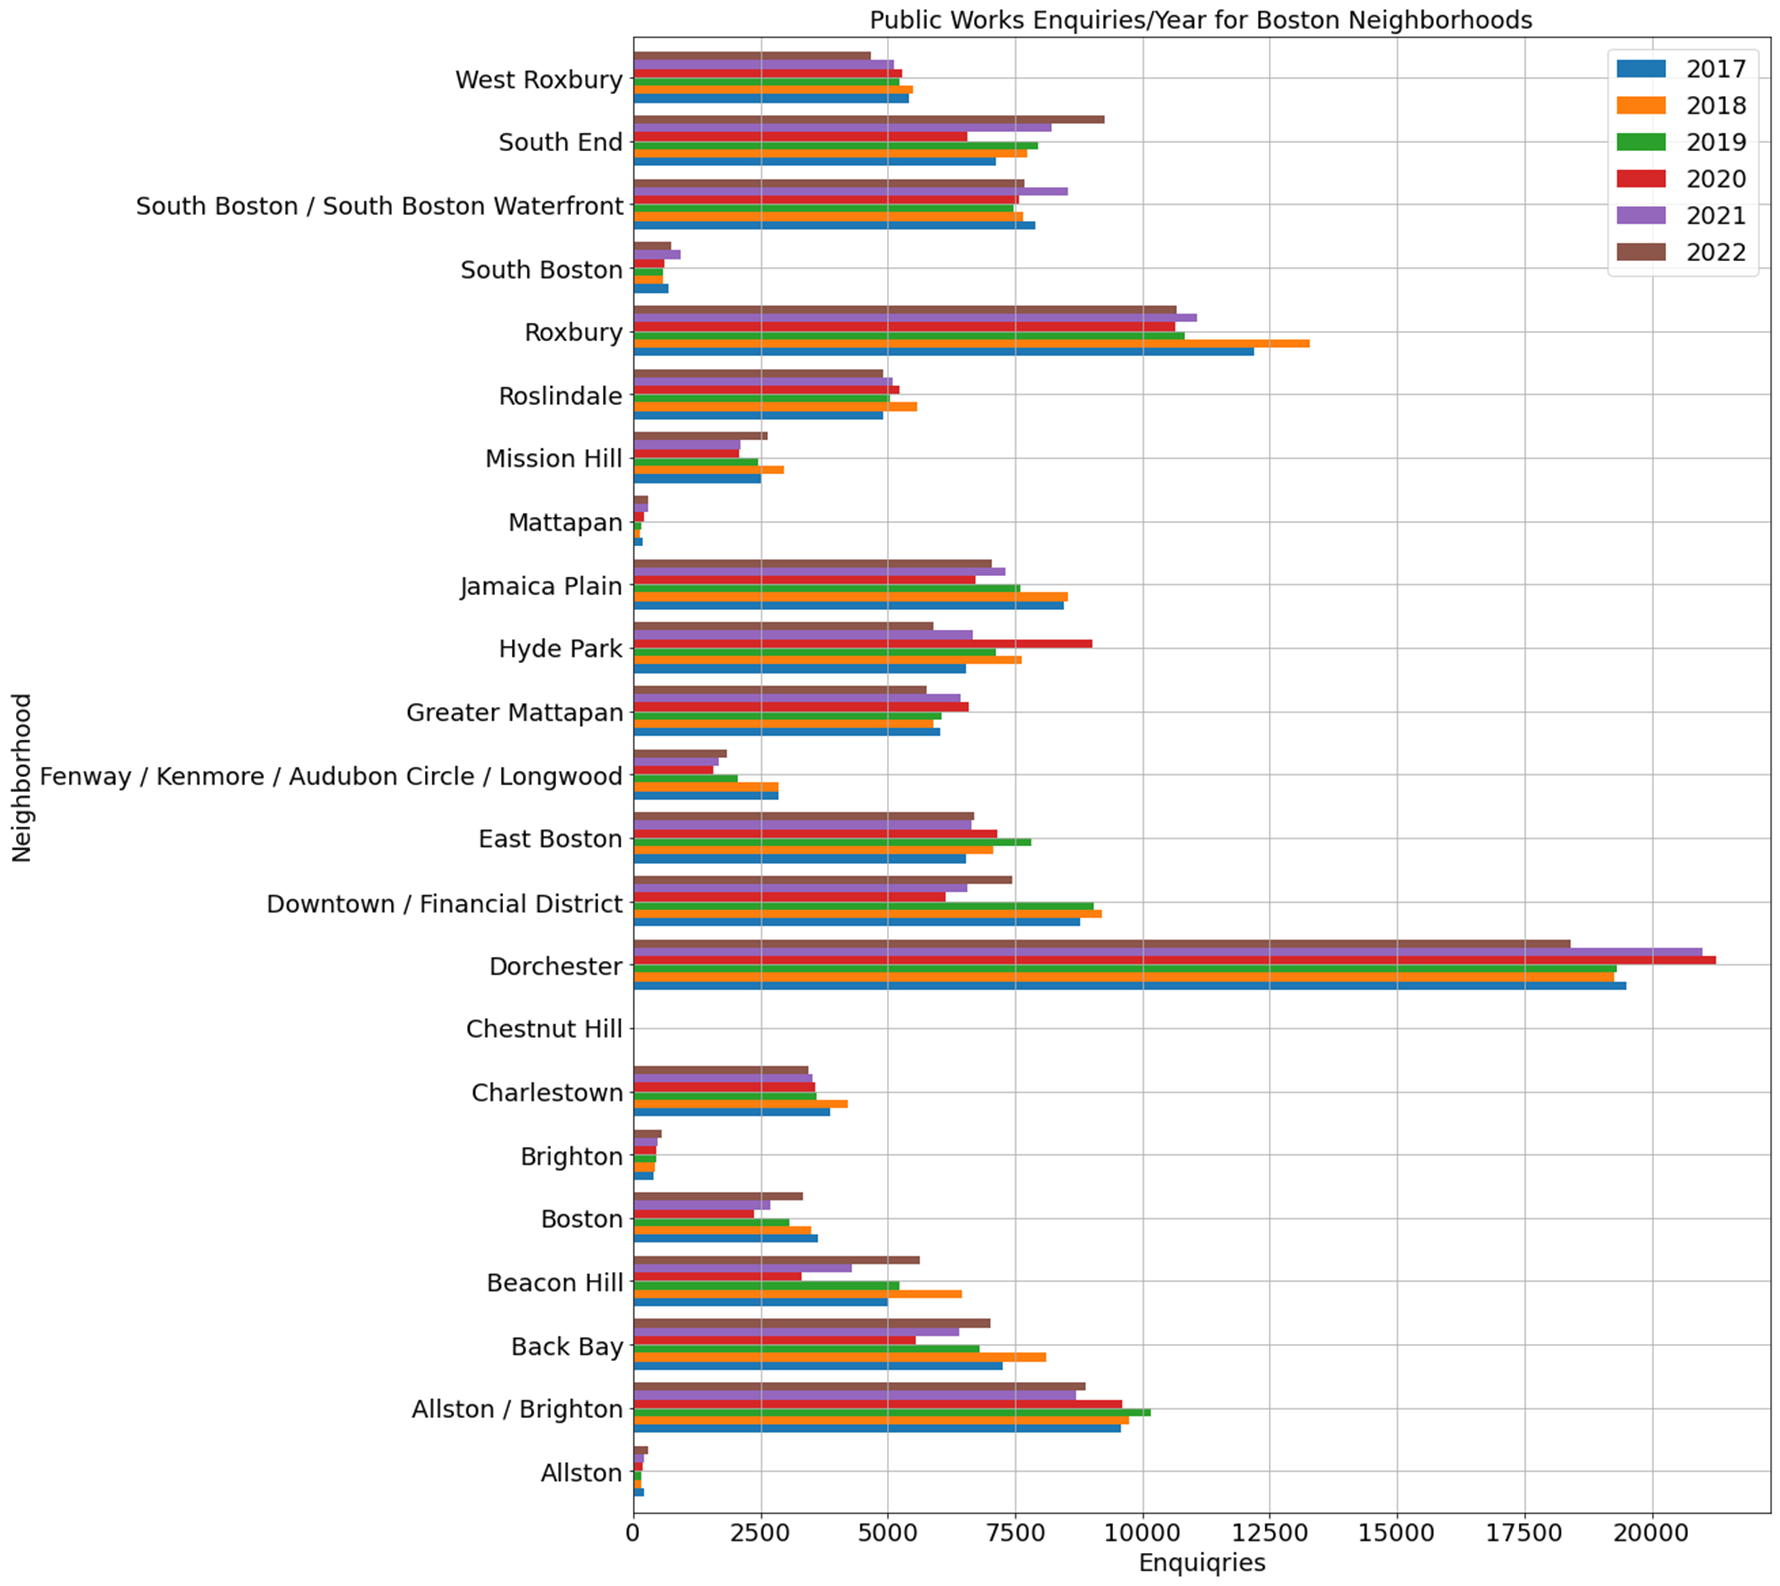 Public Works Enquiries/Year for Boston Neighborhoods
2017
2018
2019
2020
2021
2022
West Roxbury
South End
South Boston / South Boston Waterfront
South Boston
Roxbury
Roslindale
Mission Hill
Mattapan
Jamaica Plain
Hyde Park
Greater Mattapan
Fenway / Kenmore / Audubon Circle / Longwood
East Boston
Downtown / Financial District
Dorchester
Chestnut Hill
Charlestown
Brighton
Boston
Beacon Hill
Back Bay
Allston / Brighton
Allston
Neighborhood
0 2500 5000 7500 10000 12500 15000 17500 20000
Enquiqries